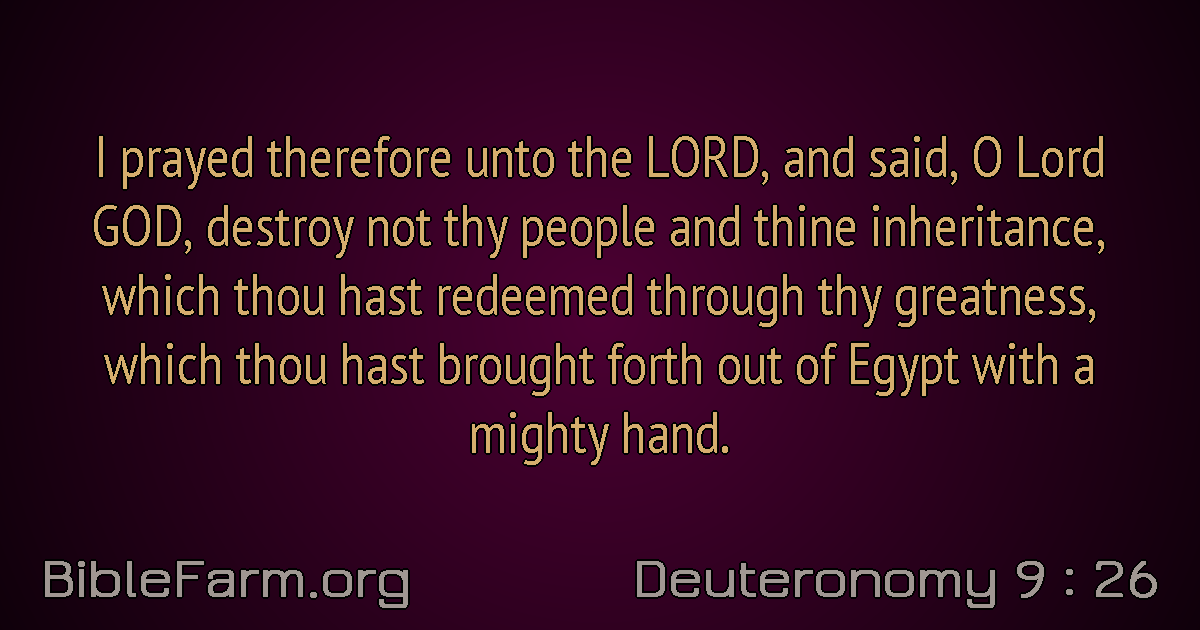 I prayed therefore unto the LORD, and said, O Lord
GOD, destroy not thy people and thine inheritance,
which thou hast redeemed through thy greatness,
which thou hast brought forth out of Egypt with a
mighty hand.
BibleFarm.org
Deuteronomy 9 : 26